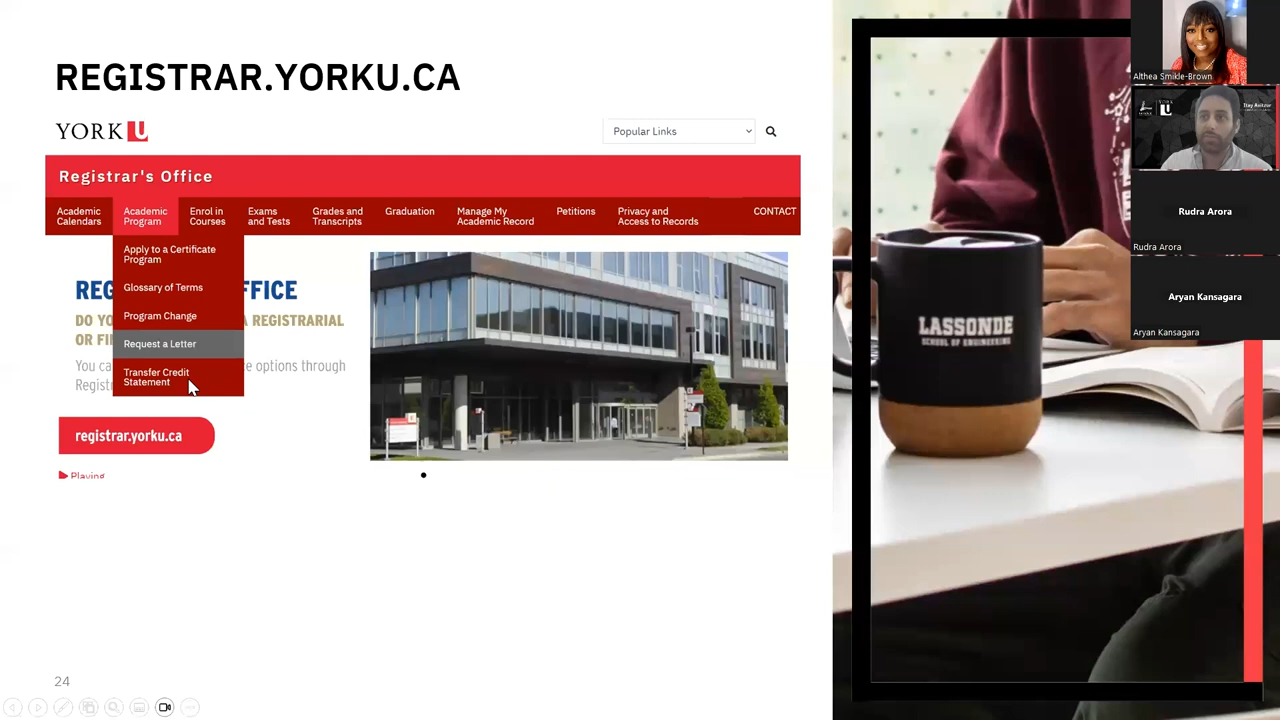 REGISTRAR.YORKU.CA
YORK U
Popular Links
Registrar's Office
Academic
Calendars
Academic
Program
Enrol in
Courses
Exams
and Tests
Grades and
Transcripts
Graduation
Manage My
Academic Record
Petitions
Privacy and
Access to Records
CONTACT
Apply to a Certificate
Program
Glossary of Terms
Program Change
Request a Letter
Transfer Credit
Statement
REG FFICE
DO YO A REGISTRARIAL
OR FI
You ca e options through
Regist
registrar.yorku.ca
Playing
24
LASSONDE
SCHOOL OF ENGINEERING
Althea Smikle-Brown
Rudra Arora
Rudra Arora
Aryan Kansagara
Aryan Kansagara